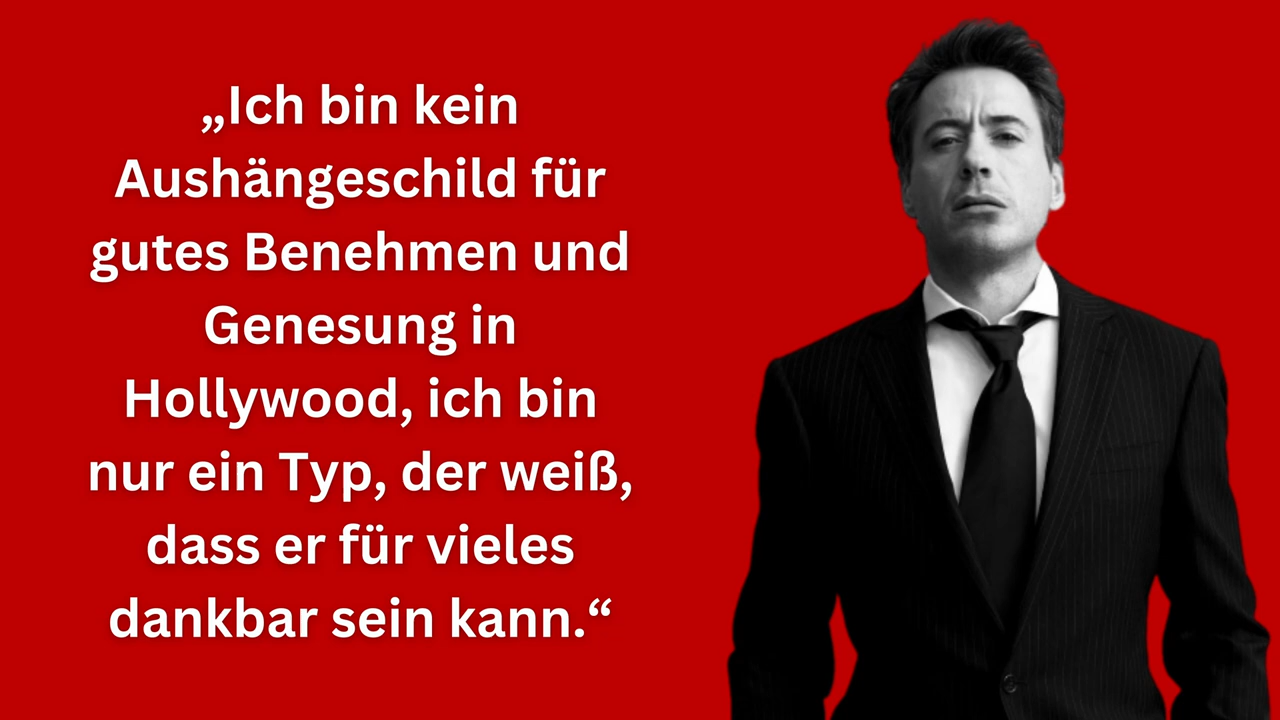 „Ich bin kein
Aushängeschild für
gutes Benehmen und
Genesung in
Hollywood, ich bin
nur ein Typ, der weiß,
dass er für vieles
dankbar sein kann.“